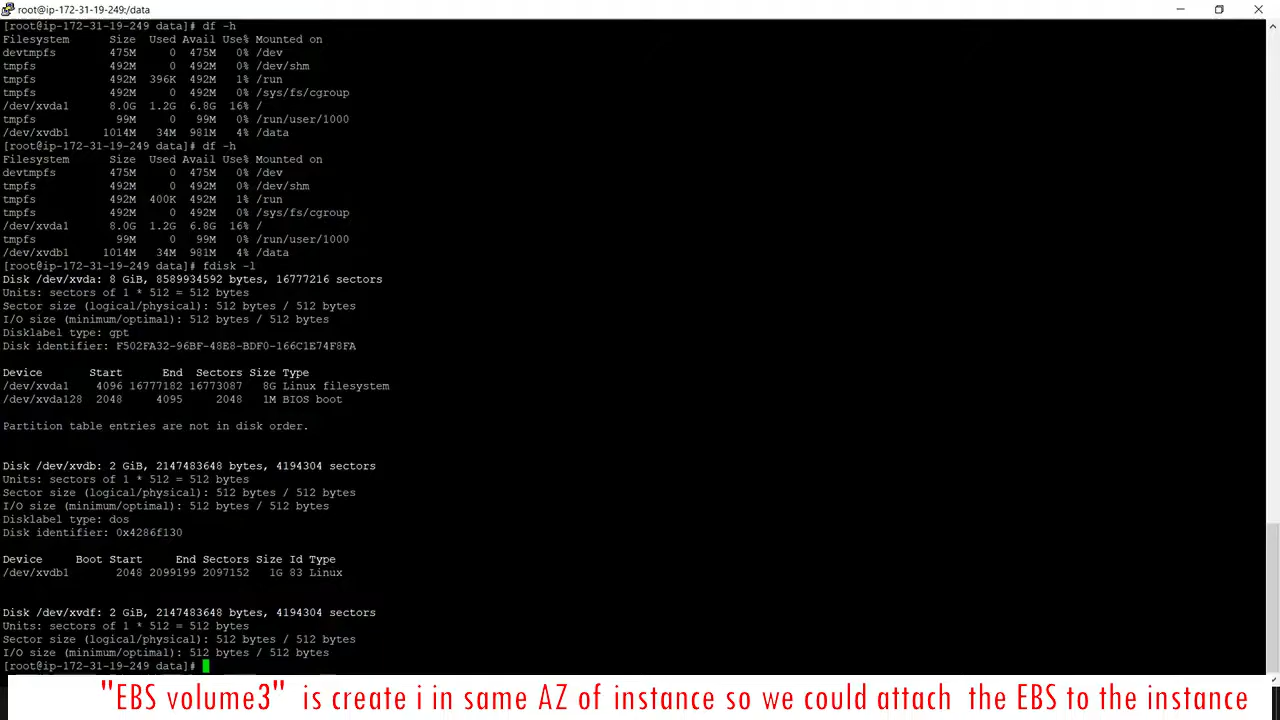 root@ip-172-31-19-249:/data
[root@ip-172-31-19-249 data]# df -h
Filesystem Size Used Avail Use% Mounted on
devtmpfs 475M 0 475M 0% /dev
tmpfs 492M 0 492M 0% /dev/shm
tmpfs 492M 396K 492M 1% /run
tmpfs 492M 0 492M 0% /sys/fs/cgroup
/dev/xvda1 8.0G 1.2G 6.8G 16% /
tmpfs 99M 0 99M 0% /run/user/1000
/dev/xvdb1 1014M 34M 981M 4% /data
[root@ip-172-31-19-249 data]# df -h
Filesystem Size Used Avail Use% Mounted on
devtmpfs 475M 0 475M 0% /dev
tmpfs 492M 0 492M 0% /dev/shm
tmpfs 492M 400K 492M 1% /run
tmpfs 492M 0 492M 0% /sys/fs/cgroup
/dev/xvda1 8.0G 1.2G 6.8G 16% /
tmpfs 99M 0 99M 0% /run/user/1000
/dev/xvdb1 1014M 34M 981M 4% /data
[root@ip-172-31-19-249 data]# fdisk -l
Disk /dev/xvda: 8 GiB, 8589934592 bytes, 16777216 sectors
Units: sectors of 1 * 512 = 512 bytes
Sector size (logical/physical): 512 bytes / 512 bytes
I/O size (minimum/optimal): 512 bytes / 512 bytes
Disklabel type: gpt
Disk identifier: F502FA32-96BF-48E8-BDF0-166C1E74F8FA
Device Start End Sectors Size Type
/dev/xvda1 4096 16777182 16773087 8G Linux filesystem
/dev/xvda128 2048 4095 2048 1M BIOS boot
Partition table entries are not in disk order.
Disk /dev/xvdb: 2 GiB, 2147483648 bytes, 4194304 sectors
Units: sectors of 1 * 512 = 512 bytes
Sector size (logical/physical): 512 bytes / 512 bytes
I/O size (minimum/optimal): 512 bytes / 512 bytes
Disklabel type: dos
Disk identifier: 0x4286f130
Device Boot Start End Sectors Size Id Type
/dev/xvdb1 2048 2099199 2097152 1G 83 Linux
Disk /dev/xvdf: 2 GiB, 2147483648 bytes, 4194304 sectors
Units: sectors of 1 * 512 = 512 bytes
Sector size (logical/physical): 512 bytes / 512 bytes
I/O size (minimum/optimal): 512 bytes / 512 bytes
[root@ip-172-31-19-249 data]#
"EBS volume3" is create i in same AZ of instance so we could attach the EBS to the instance